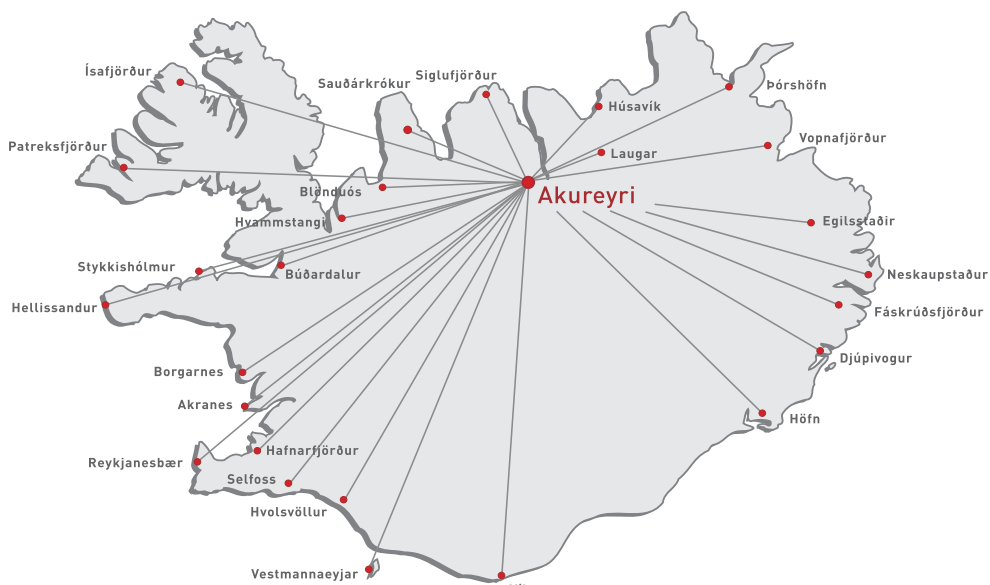 Ísafjörður
Sauðárkrókur
Siglufjörður
Þórshöfn
Húsavík
Patreksfjörður
Vopnafjörður
Laugar
Blönduós
Akureyri
Hvammstangi
Egilsstaðir
Stykkishólmur
Búðardalur
Neskaupstaður
Hellissandur
Fáskrúðsfjörður
Djúpivogur
Borgarnes
Akranes
Höfn
Hafnarfjörður
Reykjanesbær
Selfoss
Hvolsvöllur
Vestmannaeyjar